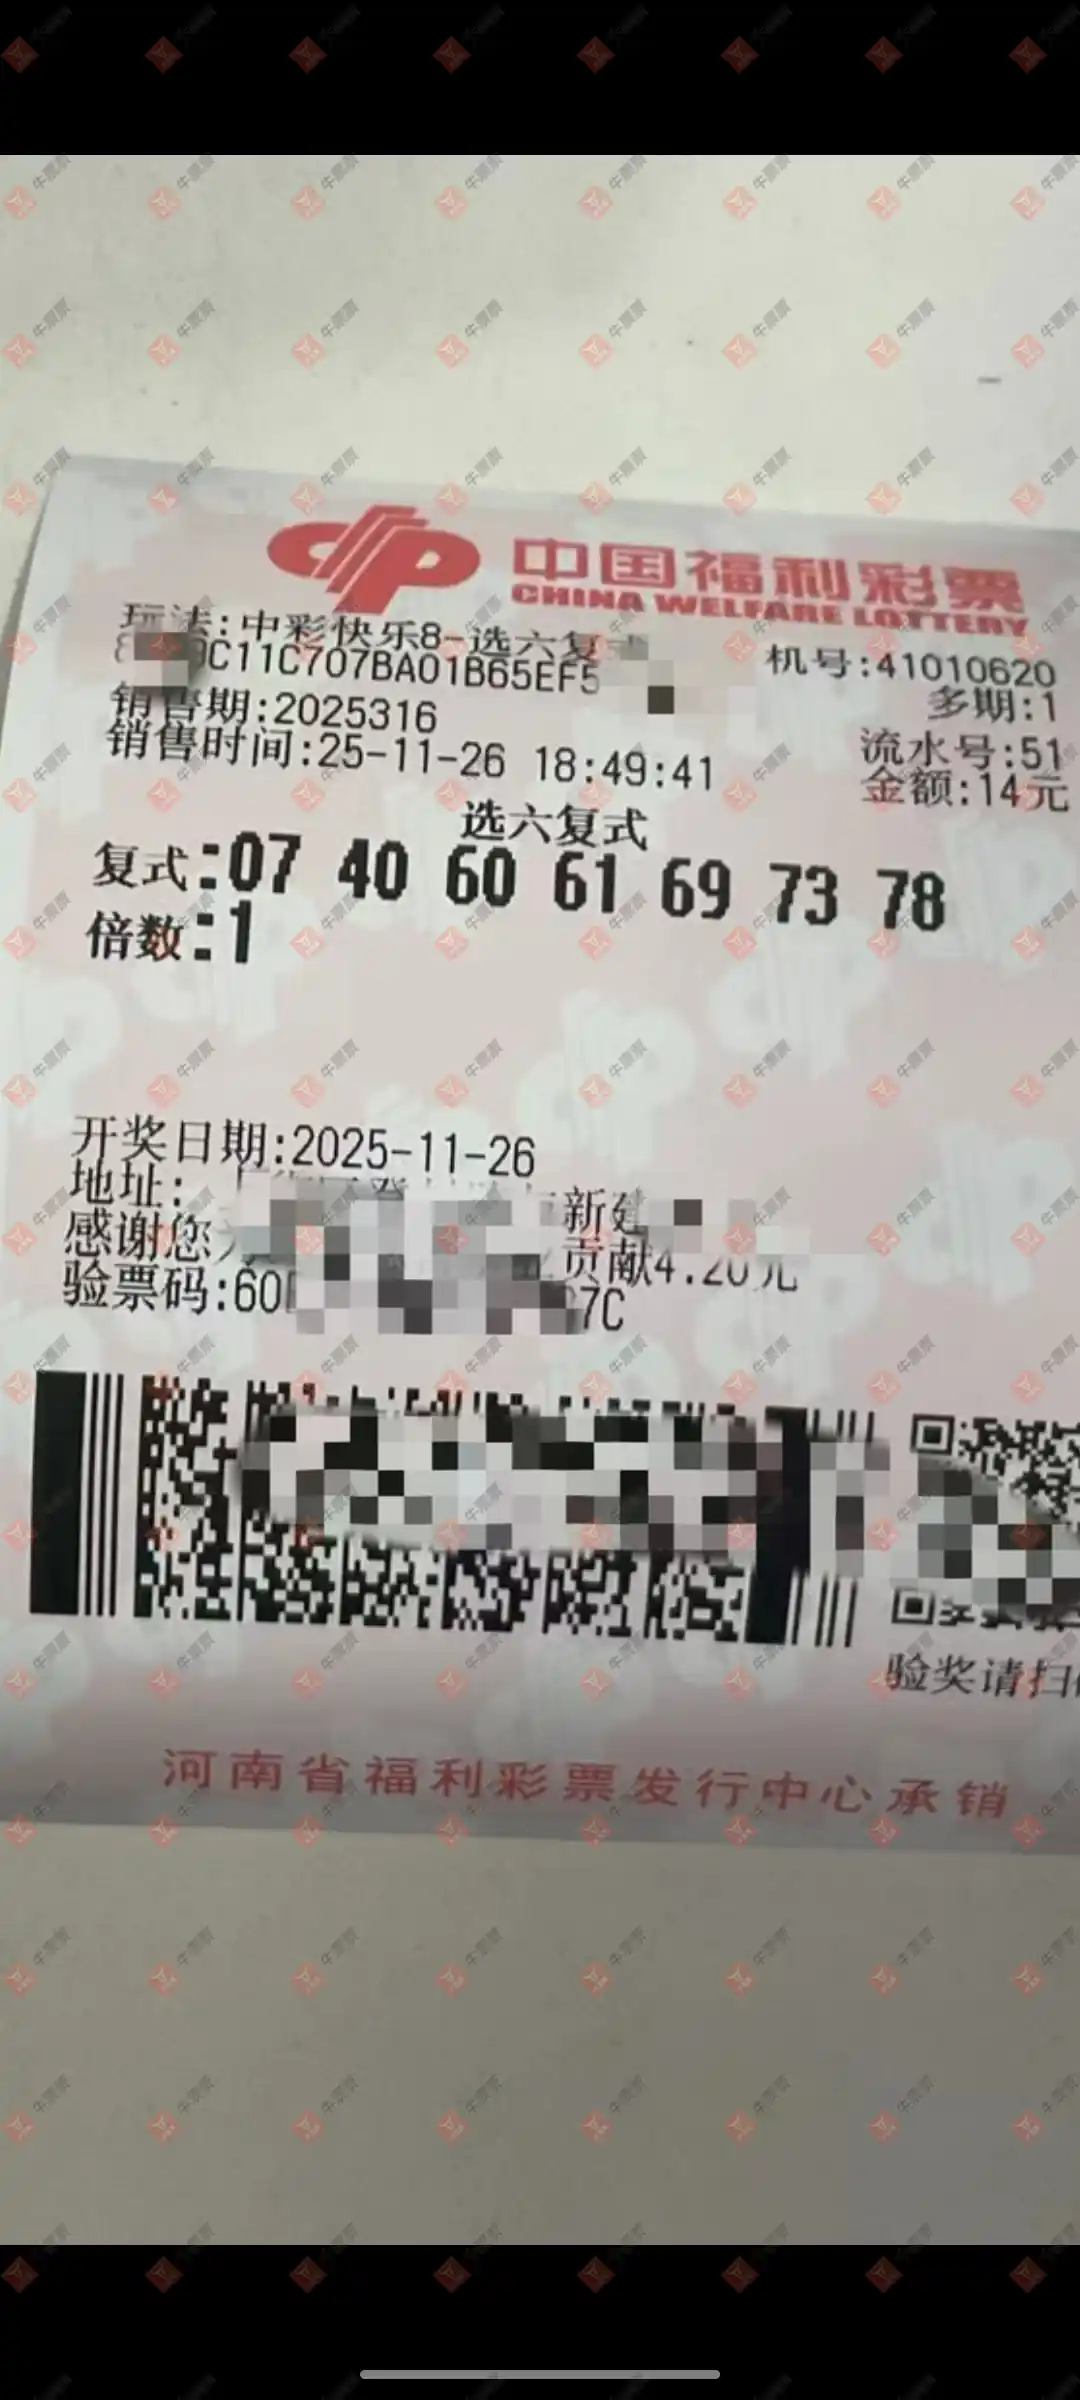 中国福利彩票
CHINA WELFARE LOTTERY
玩法:中彩快乐8-选六复式
C11C707BA01B65EF5
机号:41010620
销售期:2025316
多期:1
销售时间:25-11-26 18:49:41
流水号:51
金额:14元
选六复式
复式:07 40 60 61 69 73 78
倍数:1
开奖日期:2025-11-26
地址: 新建
感谢您 贡献4.20元
验票码:60 7C
验奖请扫
河南省福利彩票发行中心承销
牛票票